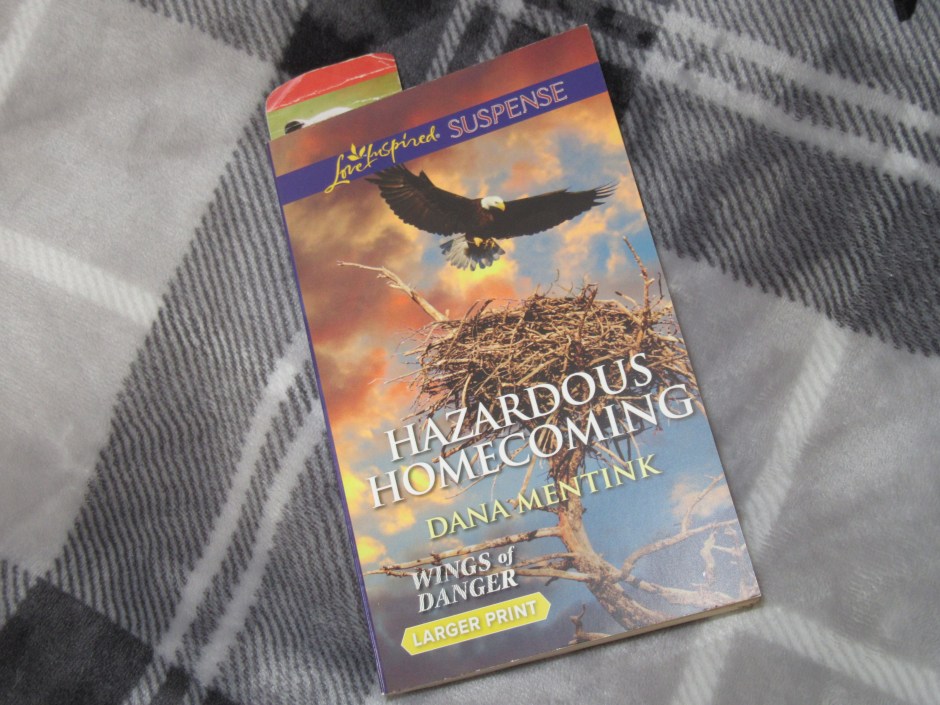 Love Inspired® SUSPENSE
HAZARDOUS
HOMECOMING
DANA MENTINK
WINGS of
DANGER
LARGER PRINT